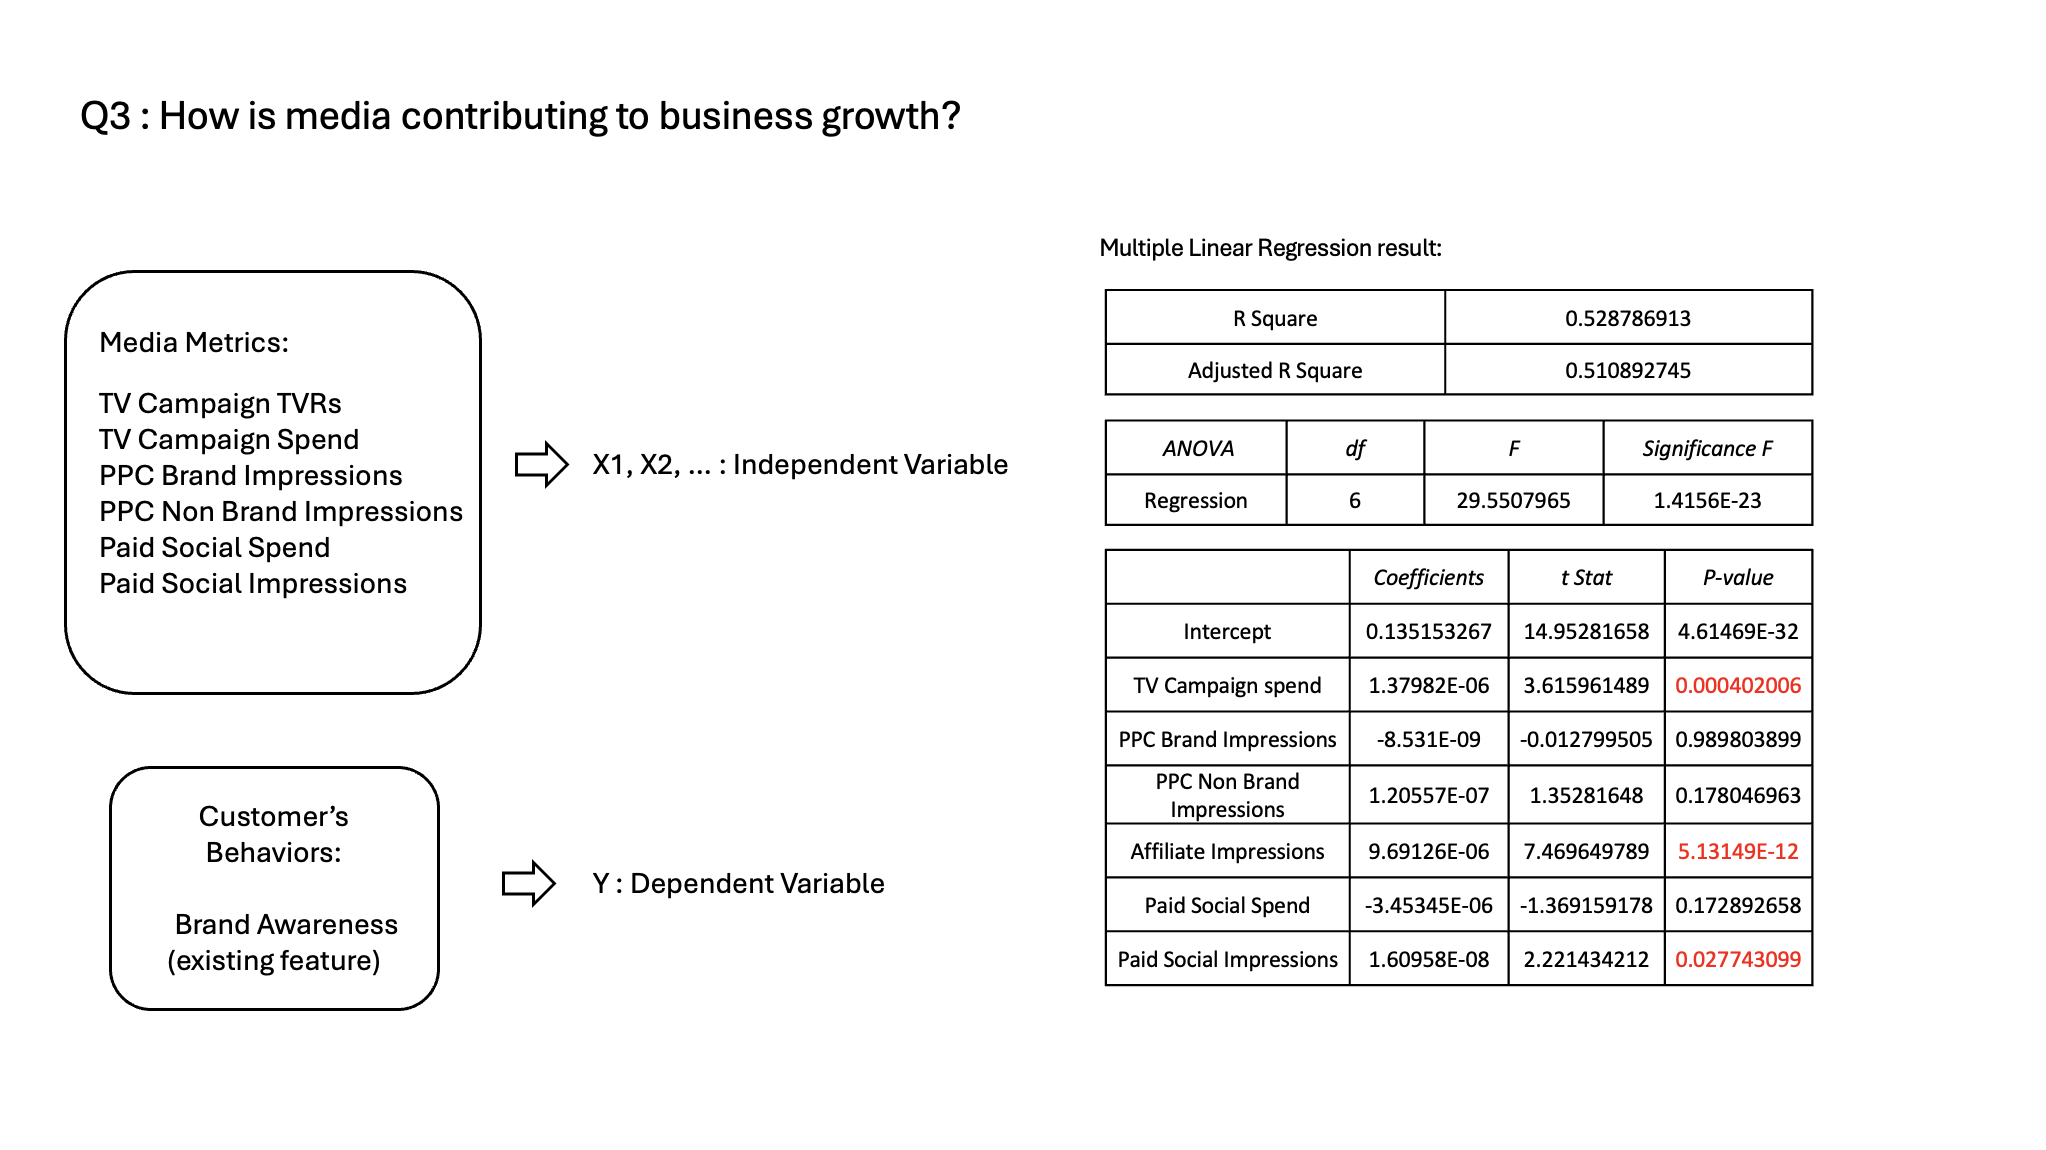 Q3 : How is media contributing to business growth?
Media Metrics:
TV Campaign TVRs
TV Campaign Spend
PPC Brand Impressions
PPC Non Brand Impressions
Paid Social Spend
Paid Social Impressions
X1, X2, ... : Independent Variable
Customer’s
Behaviors:
Brand Awareness
(existing feature)
Y : Dependent Variable
Multiple Linear Regression result:
R Square 0.528786913
Adjusted R Square 0.510892745
ANOVA df F Significance F
Regression 6 29.5507965 1.4156E-23
Coefficients t Stat P-value
Intercept 0.135153267 14.95281658 4.61469E-32
TV Campaign spend 1.37982E-06 3.615961489 0.000402006
PPC Brand Impressions -8.531E-09 -0.012799505 0.989803899
PPC Non Brand
Impressions 1.20557E-07 1.35281648 0.178046963
Affiliate Impressions 9.69126E-06 7.469649789 5.13149E-12
Paid Social Spend -3.45345E-06 -1.369159178 0.172892658
Paid Social Impressions 1.60958E-08 2.221434212 0.027743099